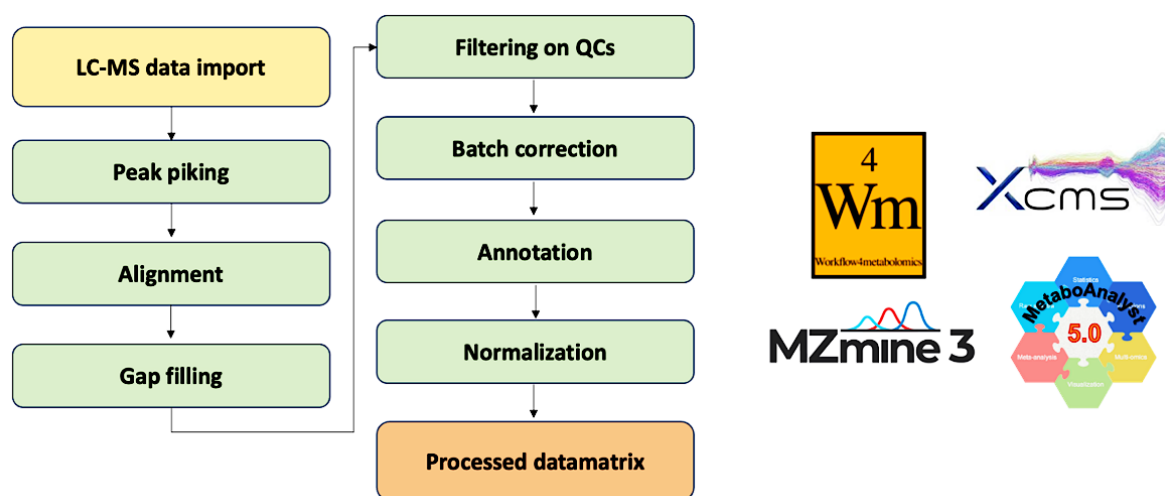 LC-MS data import
Peak piking
Alignment
Gap filling
Filtering on QCs
Batch correction
Annotation
Normalization
Processed datamatrix
4
Wm
Workflow4metabolomics
Xcms
MZmine 3
Statistics
MetaboAnalyst
5.0
Meta-analysis
Multi-omics
Visualization